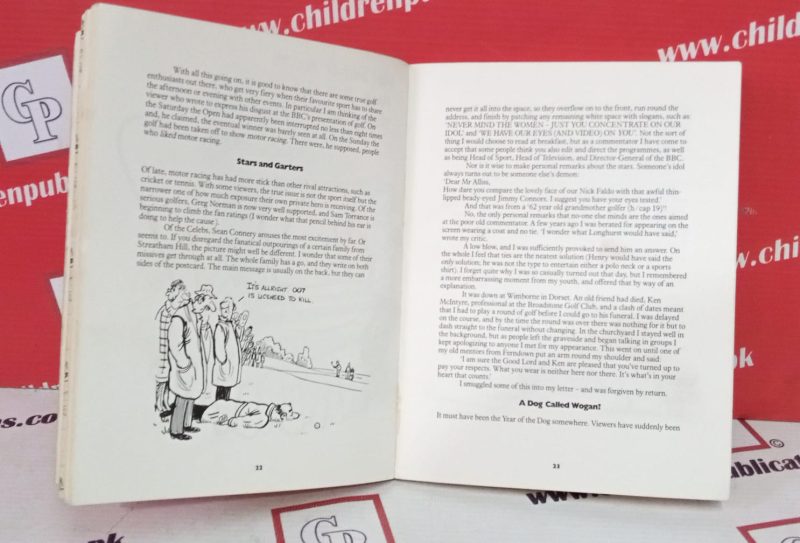 www.childrenpub
www.childr
CP
enpubl
With all this going on, it is good to know that there are some true golf
enthusiasts out there, who get very fiery when their favourite sport has to share
the afternoon or evening with other events. In particular I am thinking of the
viewer who wrote to express his disgust at the BBC's presentation of golf. On
the Saturday the Open had apparently been interrupted no less than eight times
and, he claimed, the eventual winner was barely seen at all. On the Sunday the
golf had been taken off to show motor racing. There were, he supposed, people
who liked motor racing.
Stars and Garters
Of late, motor racing has had more stick than other rival attractions, such as
cricket or tennis. With some viewers, the true issue is not the sport itself but the
narrower one of how much exposure their own private hero is receiving. Of the
serious golfers, Greg Norman is now very well supported, and Sam Torrance is
beginning to climb the fan ratings (I wonder what that pencil behind his ear is
doing to help the cause).
Of the Celebs, Sean Connery arouses the most excitement by far. Or
seems to. If you disregard the fanatical outpourings of a certain family from
Streatham Hill, the picture might well be different. I wonder that some of their
missives get through at all. The whole family has a go, and they write on both
sides of the postcard. The main message is usually on the back, but they can
IT'S ALLRIGHT. 007
IS LICENSED TO KILL.
22
never get it all into the space, so they overflow on to the front, run round the
address, and finish by patching any remaining white space with slogans, such as
'NEVER MIND THE WOMEN – JUST YOU CONCENTRATE ON OUR
IDOL' and 'WE HAVE OUR EYES (AND VIDEO) ON YOU'. Not the sort of
thing I would choose to read at breakfast, but as a commentator I have come to
accept that some people think you also edit and direct the programmes, as well
as being Head of Sport, Head of Television, and Director General of the BBC.
Nor is it wise to make personal remarks about the stars. Someone's idol
always turns out to be someone else's demon:
'Dear Mr Alliss,
How dare you compare the lovely face of our Nick Faldo with that awful thin-
lipped beady eyed Jimmy Connors. I suggest you have your eyes tested.'
And that was from a '62 year old grandmother golfer (h. cap 19)'!
No, the only personal remarks that no-one else minds are the ones aimed
at the poor old commentator. A few years ago I was berated for appearing on the
screen wearing a coat and no tie. 'I wonder what Longhurst would have said,'
wrote my critic.
A low blow, and I was sufficiently provoked to send him an answer. On
the whole I feel that ties are the neatest solution (Henry would have said the
only solution; he was not the type to entertain either a polo neck or a sports
shirt); I forget quite why I was so casually turned out that day, but I remembered
a more embarrassing moment from my youth, and offered that by way of an
explanation.
It was down at Wimborne in Dorset. An old friend had died, Ken
McIntyre, professional at the Broadstone Golf Club, and a clash of dates meant
that I had to play a round of golf before I could go to his funeral. I was delayed
on the course, and by the time the round was over there was nothing for it but to
dash straight to the funeral without changing. In the churchyard I stayed well in
the background, but as people left the graveside and began talking in groups I
kept apologizing to anyone I met for my appearance. This went on until one of
my old mentors from Ferndown put an arm round my shoulder and said:
'I am sure the Good Lord and Ken are pleased that you've turned up to
pay your respects. What you wear is neither here nor there. It's what's in your
heart that counts.'
I smuggled some of this into my letter – and was forgiven by return.
A Dog Called Wogan!
It must have been the Year of the Dog somewhere. Viewers have suddenly been
23
www.chi
ns.com.pk
npublicat
www.
CP